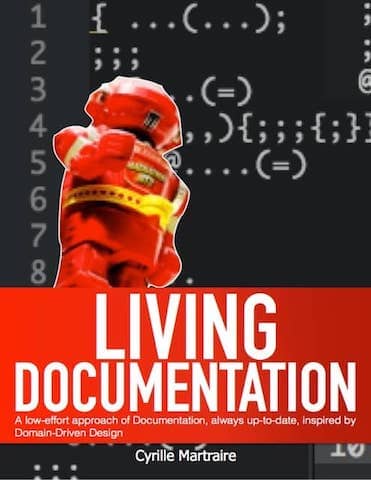 1 { ...(...);
2 ;;;
3 ..(=)
4 ,,){;;;{;}
5 @....(=)
6
7
8 .
LIVING
DOCUMENTATION
A low-effort approach of Documentation, always up-to-date, inspired by
Domain-Driven Design
Cyrille Martraire
10
;;;